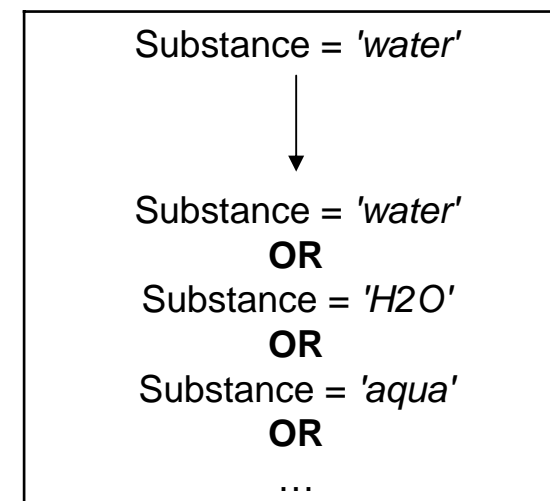 Substance = 'water'
Substance = 'water'
OR
Substance = 'H2O'
OR
Substance = 'aqua'
OR
…